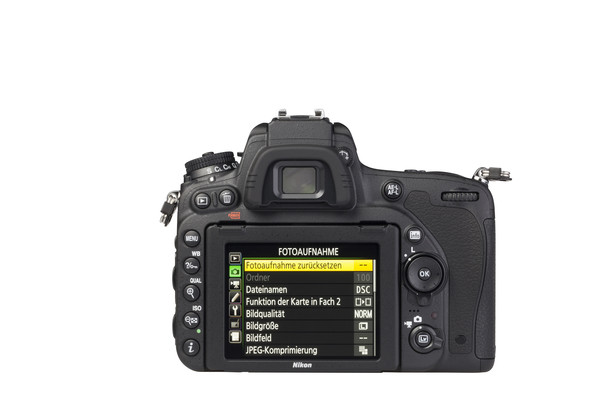 AE-L
AF-L
MENU
WB
QUAL
ISO
L
OK
Lv
i
FOTOAUFNAHME
Fotoaufnahme zurücksetzen --
Ordner 100
Dateinamen DSC
Funktion der Karte in Fach 2
Bildqualität NORM
Bildgröße
Bildfeld --
JPEG-Komprimierung
Nikon